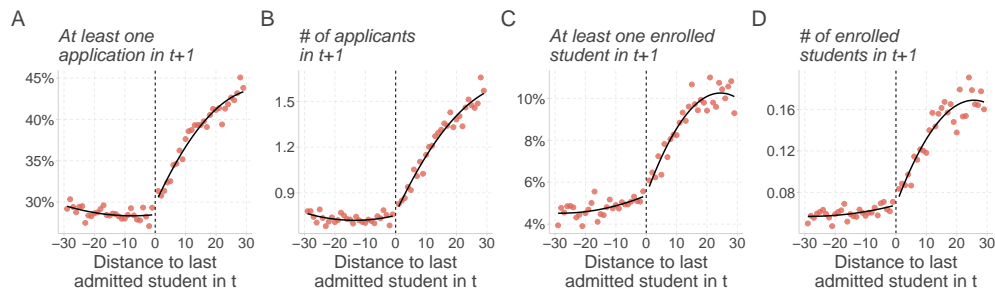 A
At least one
application in t+1
45%
40%
35%
30%
−30 −20 −10 0 10 20 30
Distance to last
admitted student in t
B
# of applicants
in t+1
1.5
1.2
0.9
−30 −20 −10 0 10 20 30
Distance to last
admitted student in t
C
At least one enrolled
student in t+1
10%
8%
6%
4%
−30 −20 −10 0 10 20 30
Distance to last
admitted student in t
D
# of enrolled
students in t+1
0.16
0.12
0.08
−30 −20 −10 0 10 20 30
Distance to last
admitted student in t